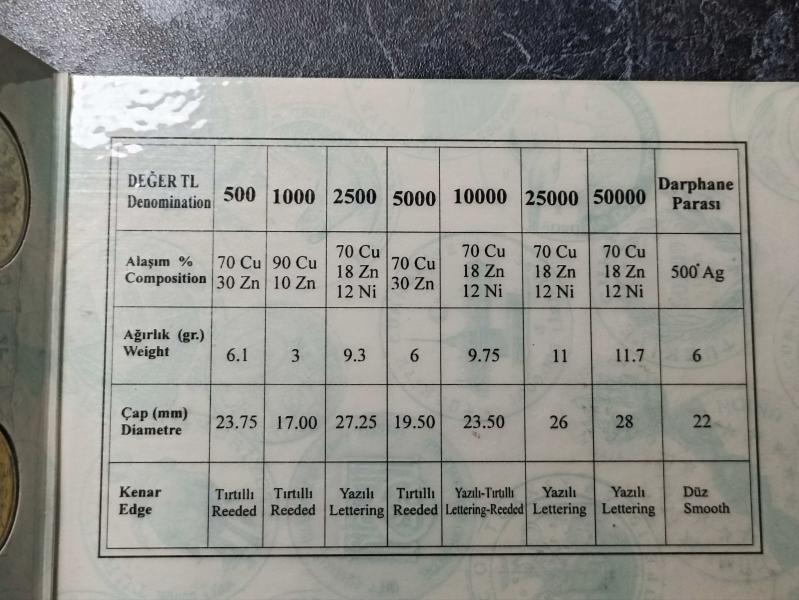 DEĞER TL
Denomination
500
1000
2500
5000
10000
25000
50000
Darphane
Parası
Alaşım %
Composition
70 Cu
30 Zn
90 Cu
10 Zn
70 Cu
18 Zn
12 Ni
70 Cu
30 Zn
70 Cu
18 Zn
12 Ni
70 Cu
18 Zn
12 Ni
70 Cu
18 Zn
12 Ni
500° Ag
Ağırlık (gr.)
Weight
6.1
3
9.3
6
9.75
11
11.7
6
Çap (mm)
Diametre
23.75
17.00
27.25
19.50
23.50
26
28
22
Kenar
Edge
Tırtıllı
Reeded
Tırtıllı
Reeded
Yazılı
Lettering
Tırtıllı
Reeded
Yazılı-Tırtıllı
Lettering-Reeded
Yazılı
Lettering
Yazılı
Lettering
Düz
Smooth